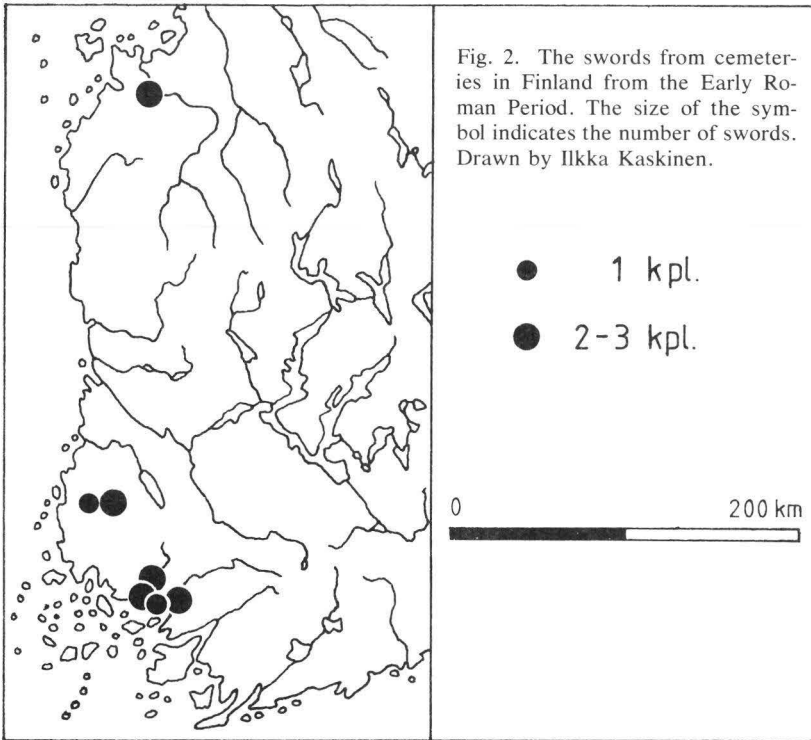 Fig. 2. The swords from cemeter-
ies in Finland from the Early Ro-
man Period. The size of the sym-
bol indicates the number of swords.
Drawn by Ilkka Kaskinen.
1 kpl.
2-3 kpl.
0 200 km